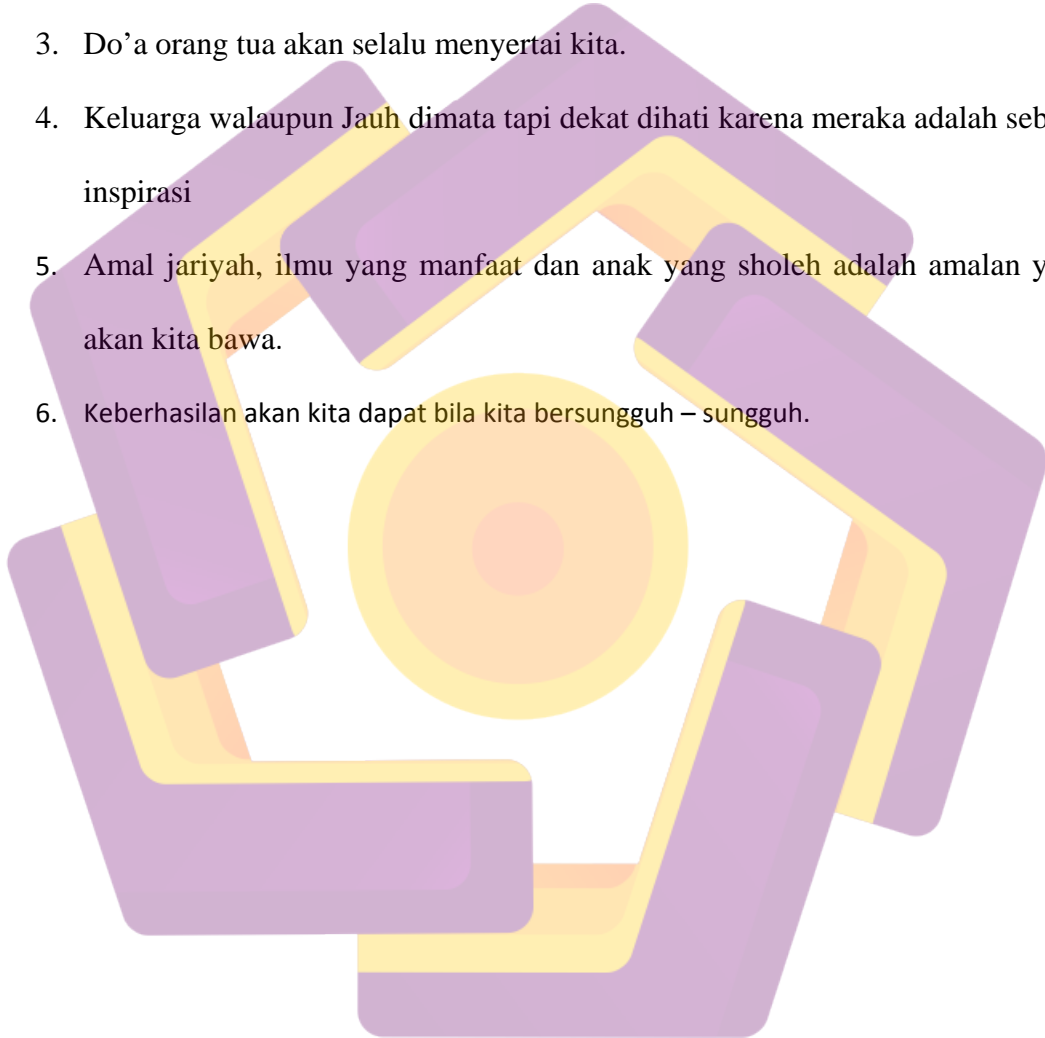 3. Do’a orang tua akan selalu menyertai kita.
4. Keluarga walaupun Jauh dimata tapi dekat dihati karena meraka adalah
inspirasi
5. Amal jariyah, ilmu yang manfaat dan anak yang sholeh adalah amalan
akan kita bawa.
6. Keberhasilan akan kita dapat bila kita bersungguh – sungguh.